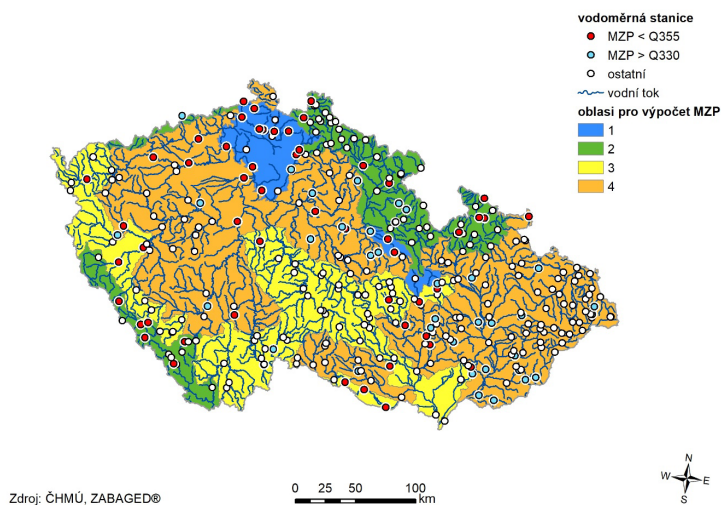 vodoměrná stanice
MZP < Q355
MZP > Q330
ostatní
vodní tok
oblasi pro výpočet MZP
1
2
3
4
N
W E
S
0 25 50 100
km
Zdroj: ČHMÚ, ZABAGED®